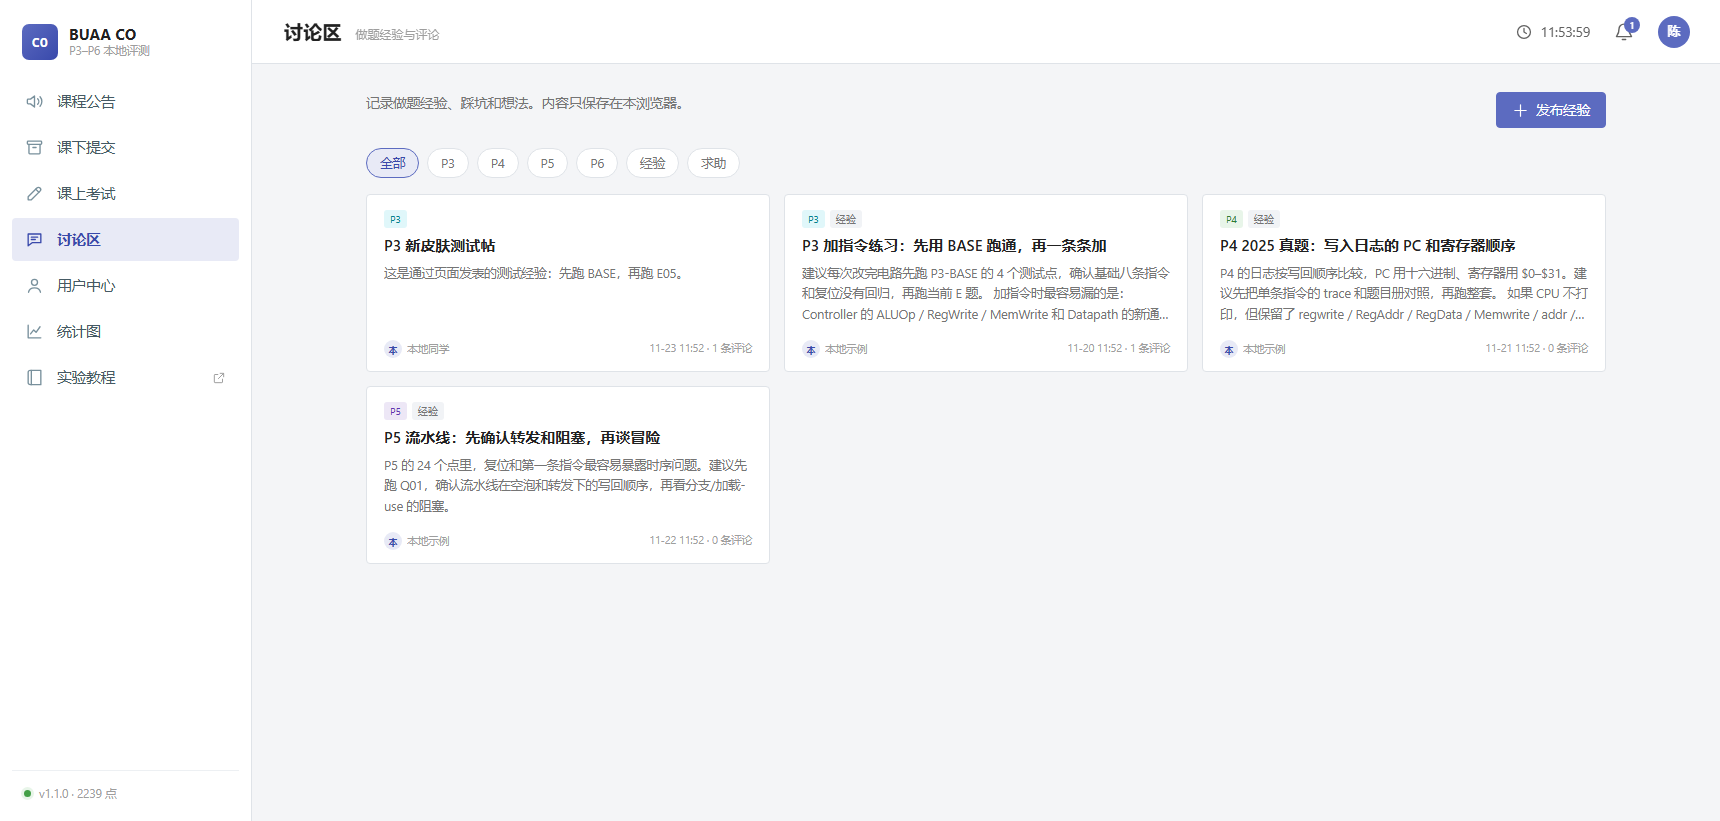 CO
BUAA CO
P3–P6 本地评测
课程公告
课下提交
课上考试
讨论区
用户中心
统计图
实验教程
v1.1.0 · 2239 点
讨论区
做题经验与评论
11:53:59
1
陈
记录做题经验、踩坑和想法。内容只保存在本浏览器。
发布经验
全部
P3
P4
P5
P6
经验
求助
P3
P3 新皮肤测试帖
这是通过页面发表的测试经验：先跑 BASE，再跑 E05。
本 本地同学
11-23 11:52 · 1 条评论
P3 经验
P3 加指令练习：先用 BASE 跑通，再一条条加
建议每次改完电路先跑 P3-BASE 的 4 个测试点，确认基础八条指令
和复位没有回归，再跑当前 E 题。 加指令时最容易漏的是：
Controller 的 ALUOp / RegWrite / MemWrite 和 Datapath 的新通...
本 本地示例
11-20 11:52 · 1 条评论
P4 经验
P4 2025 真题：写入日志的 PC 和寄存器顺序
P4 的日志按写回顺序比较，PC 用十六进制、寄存器用 $0–$31。建
议先把单条指令的 trace 和题目册对照，再跑整套。 如果 CPU 不打
印，但保留了 regwrite / RegAddr / RegData / Memwrite / addr /...
本 本地示例
11-21 11:52 · 0 条评论
P5 经验
P5 流水线：先确认转发和阻塞，再谈冒险
P5 的 24 个点里，复位和第一条指令最容易暴露时序问题。建议先
跑 Q01，确认流水线在空泡和转发下的写回顺序，再看分支/加载-
use 的阻塞。
本 本地示例
11-22 11:52 · 0 条评论